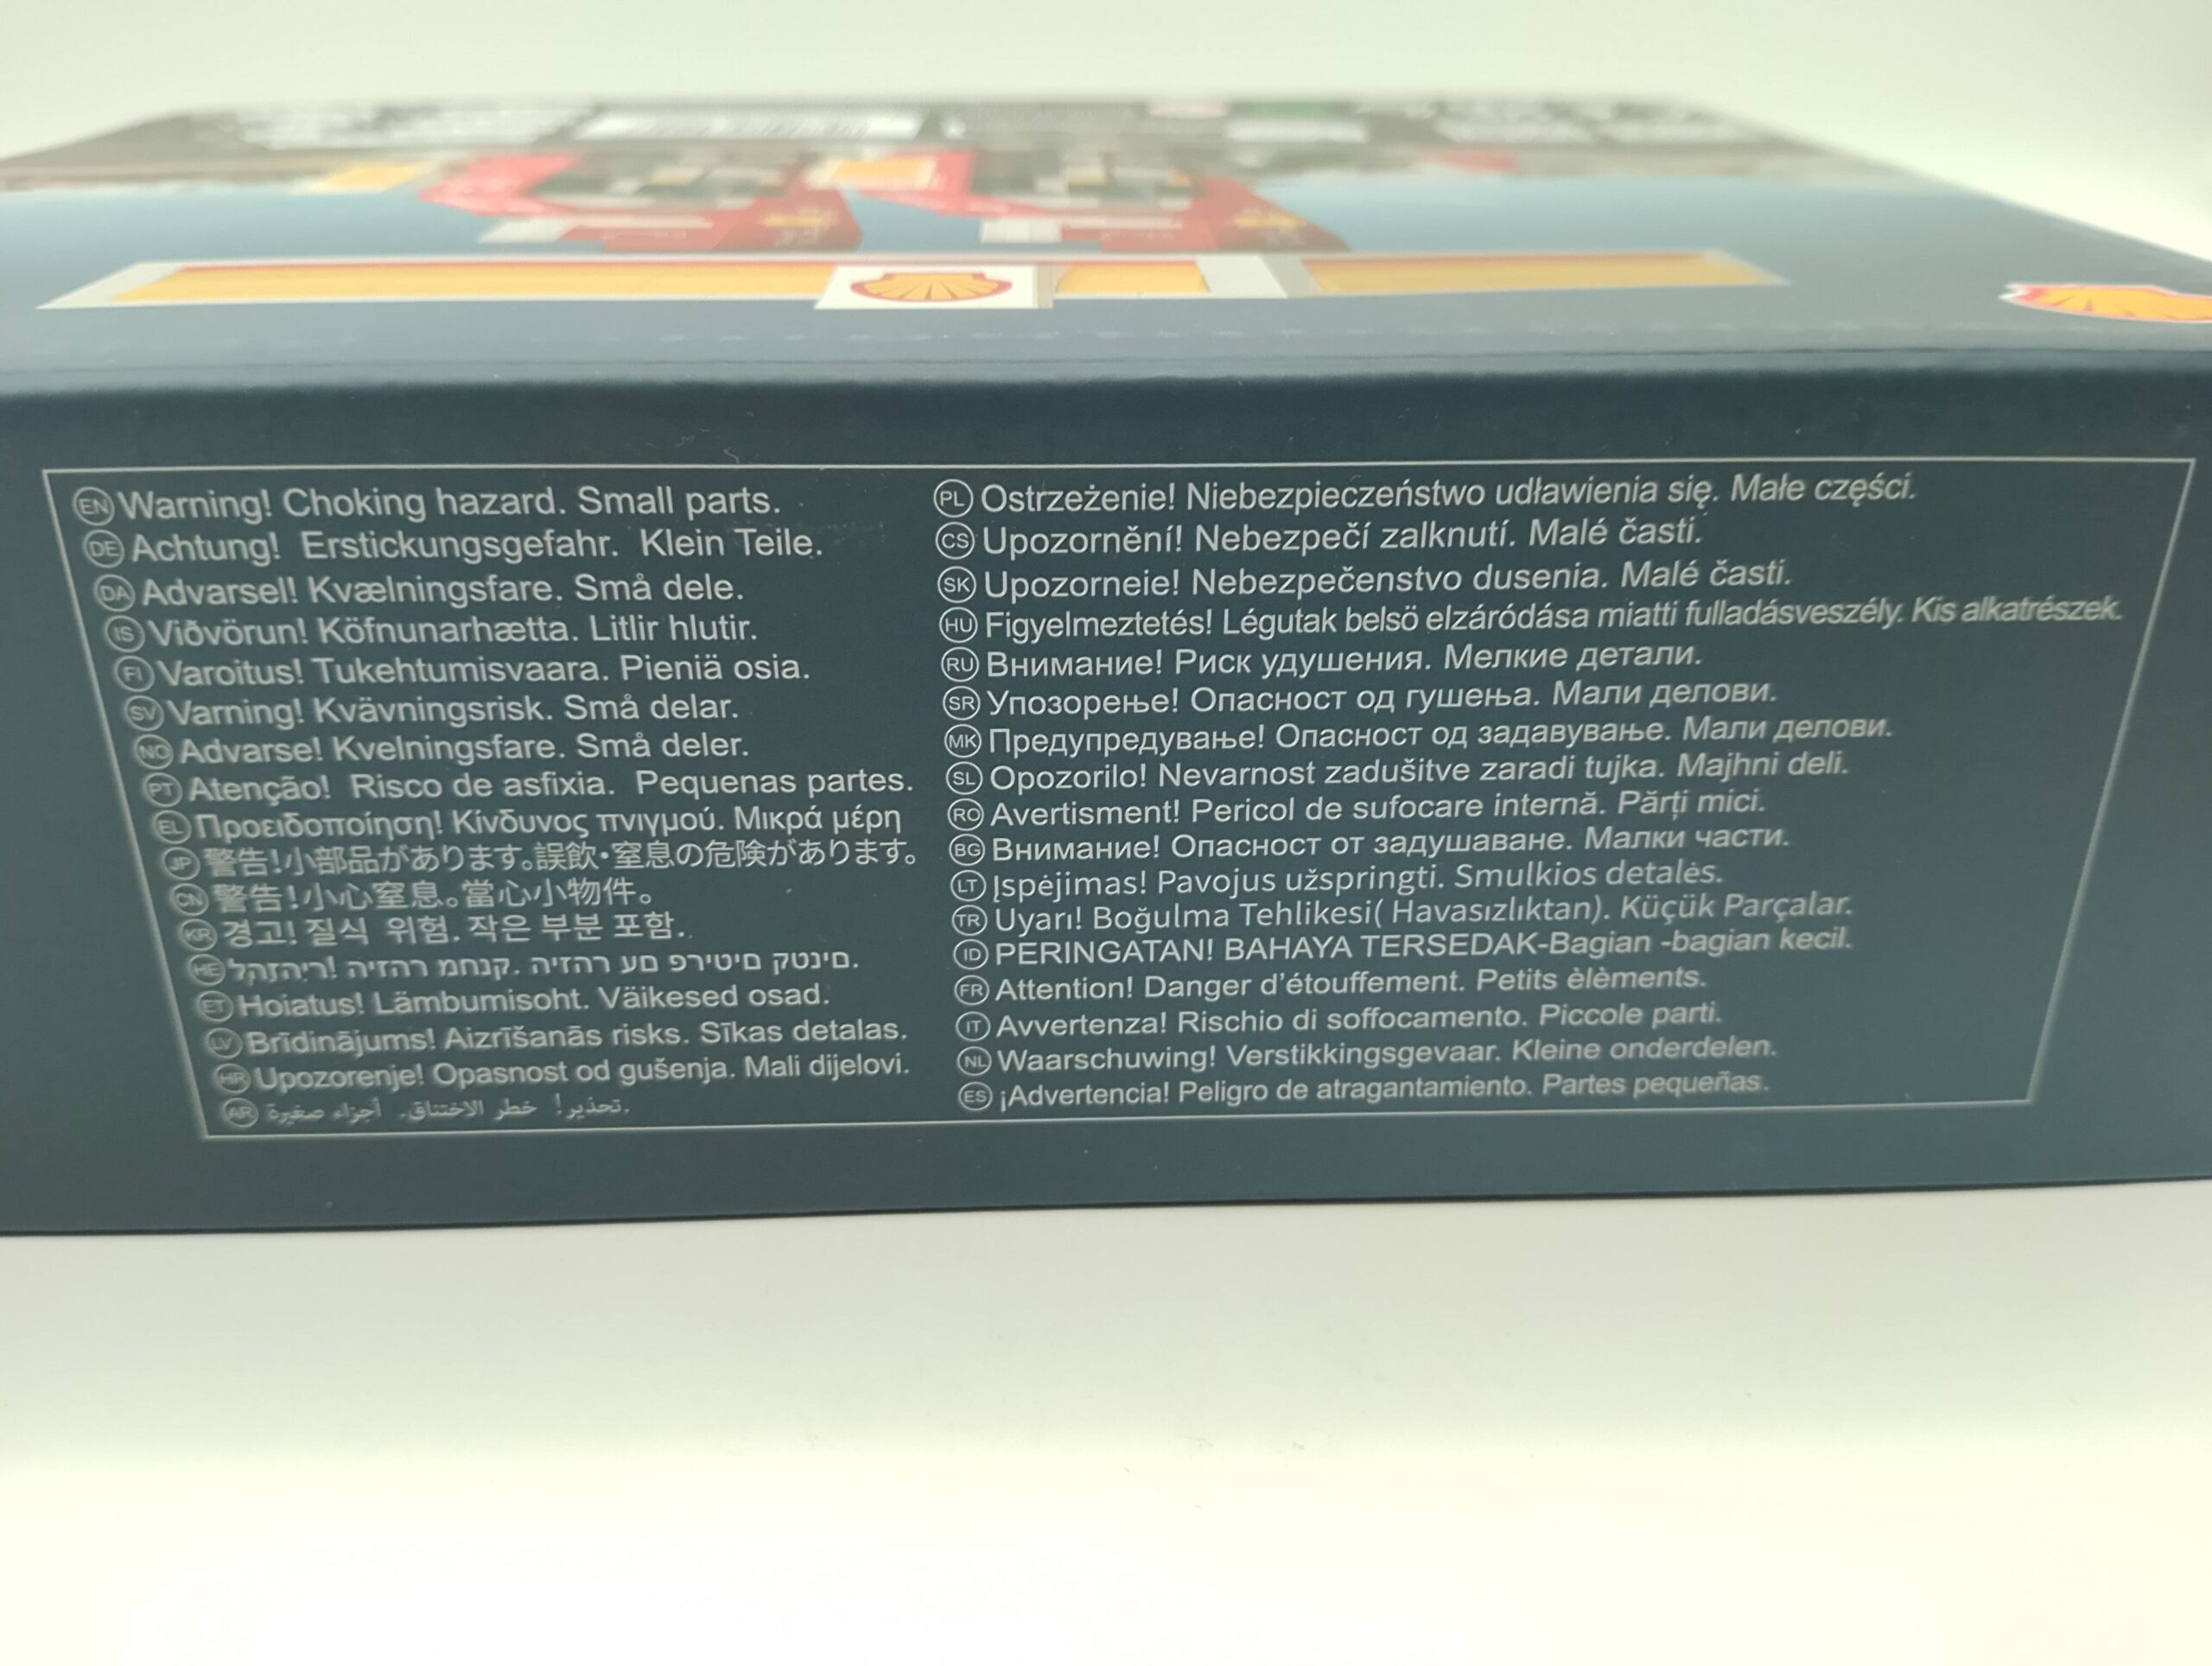 EN Warning! Choking hazard. Small parts.
DE Achtung! Erstickungsgefahr. Klein Teile.
DA Advarsel! Kvælningsfare. Små dele.
IS Viðvörun! Köfnunarhætta. Litlir hlutir.
FI Varoitus! Tukehtumisvaara. Pieniä osia.
SV Varning! Kvävningsrisk. Små delar.
NO Advarse! Kvelningsfare. Små deler.
PT Atenção! Risco de asfixia. Pequenas partes.
EL Προειδοποίηση! Κίνδυνος πνιγμού. Μικρά μέρη
JP 警告!小部品があります。誤飲・窒息の危険があります。
CN 警告!小心窒息。當心小物件。
KR 경고! 질식 위험. 작은 부분 포함.
HE להזהיר! היזהר מחנק. היזהר עם פריטים קטנים.
ET Hoiatus! Lämbumisoht. Väikesed osad.
LV Brīdinājums! Aizrīšanās risks. Sīkas detalas.
HR Upozorenje! Opasnost od gušenja. Mali dijelovi.
AR تحذير! خطر الاختناق. أجزاء صغيرة.
PL Ostrzeżenie! Niebezpieczeństwo udławienia się. Małe części.
CS Upozornění! Nebezpečí zalknutí. Malé časti.
SK Upozorneie! Nebezpečenstvo dusenia. Malé časti.
HU Figyelmeztetés! Légutak belsö elzáródása miatti fulladásveszély. Kis alkatrészek.
RU Внимание! Риск удушения. Мелкие детали.
SR Упозорење! Опасност од гушења. Мали делови.
MK Предупредување! Опасност од задавување. Мали делови.
SL Opozorilo! Nevarnost zadušitve zaradi tujka. Majhni deli.
RO Avertisment! Pericol de sufocare internă. Părți mici.
BG Внимание! Опасност от задушаване. Малки части.
LT Įspėjimas! Pavojus užspringti. Smulkios detalės.
TR Uyarı! Boğulma Tehlikesi( Havasızlıktan). Küçük Parçalar.
ID PERINGATAN! BAHAYA TERSEDAK-Bagian -bagian kecil.
FR Attention! Danger d'étouffement. Petits èlèments.
IT Avvertenza! Rischio di soffocamento. Piccole parti.
NL Waarschuwing! Verstikkingsgevaar. Kleine onderdelen.
ES ¡Advertencia! Peligro de atragantamiento. Partes pequeñas.